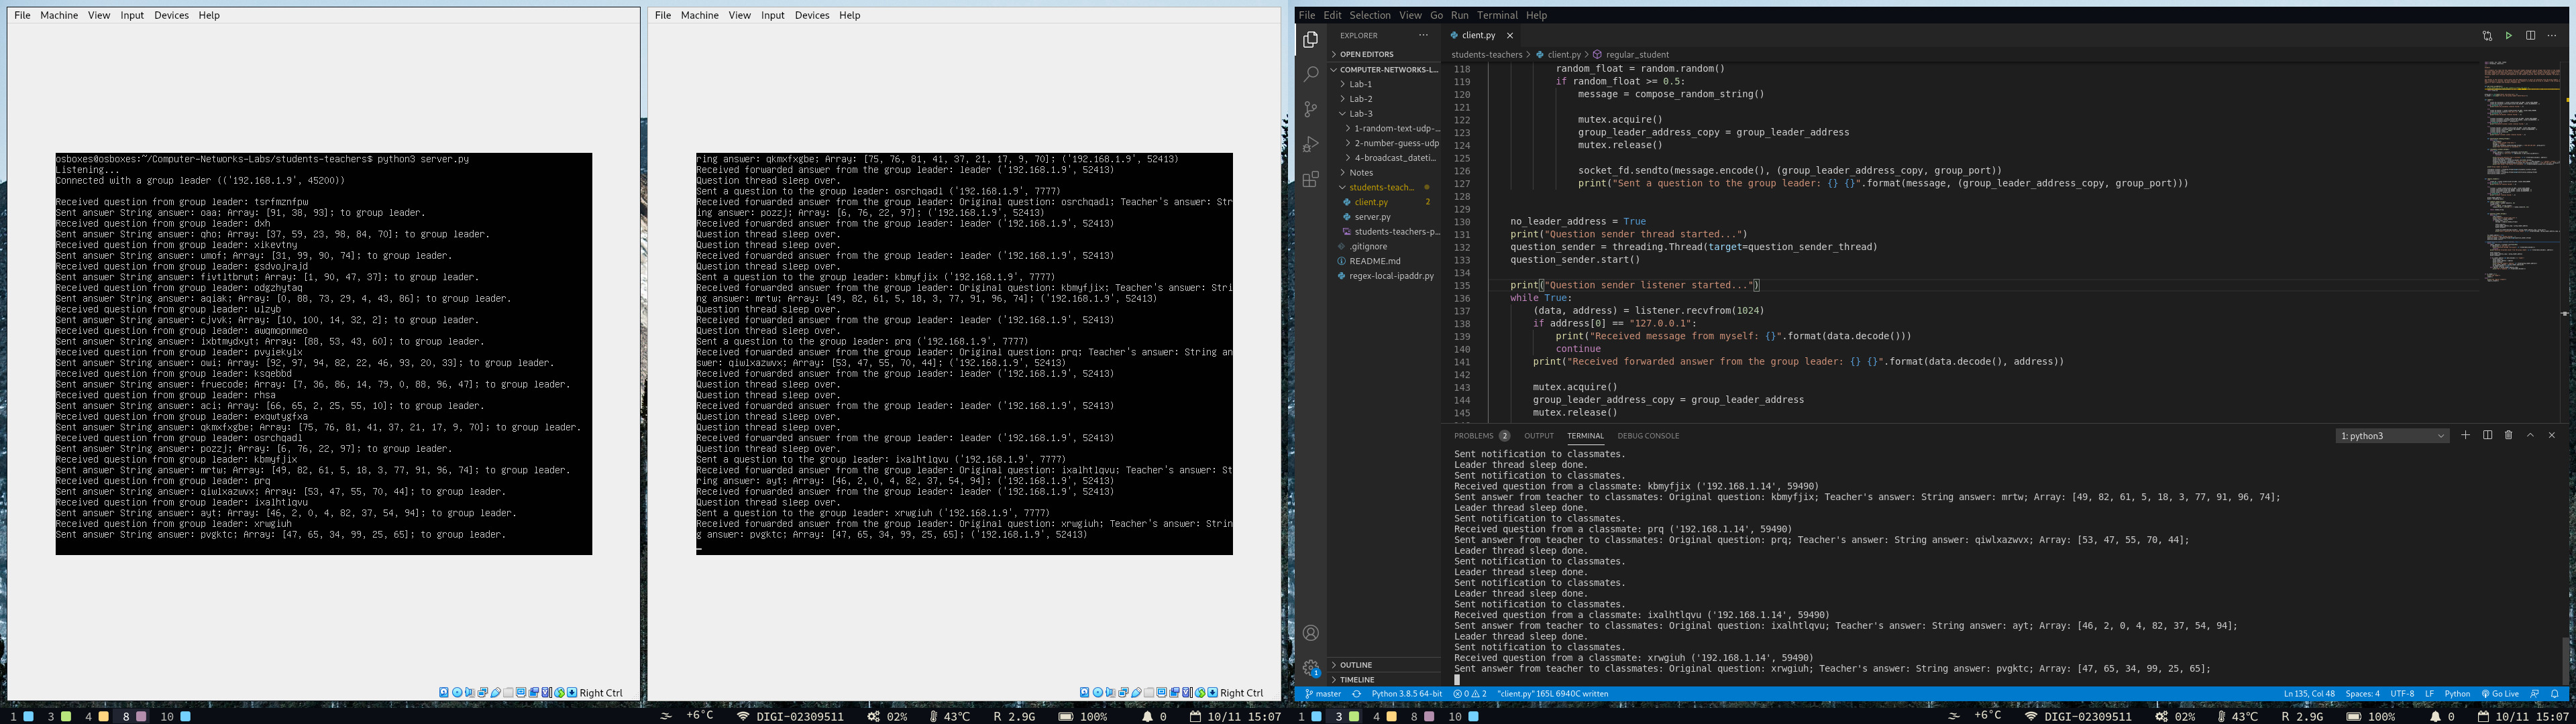 File Machine View Input Devices Help
osboxes@osboxes:~/Computer-Networks-Labs/students-teachers$ python3 server.py
Listening...
Connected with a group leader (('192.168.1.9', 45200))
Received question from group leader: tsrfmznfpw
Sent answer String answer: oaa; Array: [91, 38, 93]; to group leader.
Received question from group leader: dxh
Sent answer String answer: qhoi; Array: [37, 59, 23, 98, 84, 70]; to group leader.
Received question from group leader: xikevtny
Sent answer String answer: umof; Array: [31, 99, 90, 74]; to group leader.
Received question from group leader: gsdvojrajd
Sent answer String answer: fivtltbrwt; Array: [1, 90, 47, 37]; to group leader.
Received question from group leader: odgzhytaq
Sent answer String answer: aqiak; Array: [0, 88, 73, 29, 4, 43, 86]; to group leader.
Received question from group leader: ulzyb
Sent answer String answer: cjvvk; Array: [10, 100, 14, 32, 2]; to group leader.
Received question from group leader: awqmopnmeo
Sent answer String answer: ixbtmydxyt; Array: [88, 53, 43, 60]; to group leader.
Received question from group leader: pvyiekylx
Sent answer String answer: owi; Array: [92, 97, 94, 82, 22, 46, 93, 20, 33]; to group leader.
Received question from group leader: ksqebbd
Sent answer String answer: fruecode; Array: [7, 36, 86, 14, 79, 0, 88, 96, 47]; to group leader.
Received question from group leader: rhsa
Sent answer String answer: aci; Array: [66, 65, 2, 25, 55, 10]; to group leader.
Received question from group leader: exqwtygfxa
Sent answer String answer: qkmxfxgbe; Array: [75, 76, 81, 41, 37, 21, 17, 9, 70]; to group leader.
Received question from group leader: osrchqadl
Sent answer String answer: pozzj; Array: [6, 76, 22, 97]; to group leader.
Received question from group leader: kbmyfjix
Sent answer String answer: mrtw; Array: [49, 82, 61, 5, 18, 3, 77, 91, 96, 74]; to group leader.
Received question from group leader: prq
Sent answer String answer: qiwlxazwvx; Array: [53, 47, 55, 70, 44]; to group leader.
Received question from group leader: ixalhtlqvu
Sent answer String answer: ayt; Array: [46, 2, 0, 4, 82, 37, 54, 94]; to group leader.
Received question from group leader: xrwgiuh
Sent answer String answer: pvgktc; Array: [47, 65, 34, 99, 25, 65]; to group leader.
Right Ctrl
File Machine View Input Devices Help
ring answer: qkmxfxgbe; Array: [75, 76, 81, 41, 37, 21, 17, 9, 70]; ('192.168.1.9', 52413)
Received forwarded answer from the group leader: leader ('192.168.1.9', 52413)
Question thread sleep over.
Sent a question to the group leader: osrchqadl ('192.168.1.9', 7777)
Received forwarded answer from the group leader: Original question: osrchqadl; Teacher's answer: Str
ing answer: pozzj; Array: [6, 76, 22, 97]; ('192.168.1.9', 52413)
Received forwarded answer from the group leader: leader ('192.168.1.9', 52413)
Question thread sleep over.
Question thread sleep over.
Received forwarded answer from the group leader: leader ('192.168.1.9', 52413)
Question thread sleep over.
Sent a question to the group leader: kbmyfjix ('192.168.1.9', 7777)
Received forwarded answer from the group leader: Original question: kbmyfjix; Teacher's answer: Stri
ng answer: mrtw; Array: [49, 82, 61, 5, 18, 3, 77, 91, 96, 74]; ('192.168.1.9', 52413)
Question thread sleep over.
Received forwarded answer from the group leader: leader ('192.168.1.9', 52413)
Question thread sleep over.
Sent a question to the group leader: prq ('192.168.1.9', 7777)
Received forwarded answer from the group leader: Original question: prq; Teacher's answer: String an
swer: qiwlxazwvx; Array: [53, 47, 55, 70, 44]; ('192.168.1.9', 52413)
Received forwarded answer from the group leader: leader ('192.168.1.9', 52413)
Question thread sleep over.
Question thread sleep over.
Received forwarded answer from the group leader: leader ('192.168.1.9', 52413)
Question thread sleep over.
Question thread sleep over.
Received forwarded answer from the group leader: leader ('192.168.1.9', 52413)
Question thread sleep over.
Sent a question to the group leader: ixalhtlqvu ('192.168.1.9', 7777)
Received forwarded answer from the group leader: Original question: ixalhtlqvu; Teacher's answer: St
ring answer: ayt; Array: [46, 2, 0, 4, 82, 37, 54, 94]; ('192.168.1.9', 52413)
Received forwarded answer from the group leader: leader ('192.168.1.9', 52413)
Question thread sleep over.
Sent a question to the group leader: xrwgiuh ('192.168.1.9', 7777)
Received forwarded answer from the group leader: Original question: xrwgiuh; Teacher's answer: Strin
g answer: pvgktc; Array: [47, 65, 34, 99, 25, 65]; ('192.168.1.9', 52413)
Right Ctrl
File Edit Selection View Go Run Terminal Help
EXPLORER
OPEN EDITORS
COMPUTER-NETWORKS-L...
Lab-1
Lab-2
Lab-3
1-random-text-udp-...
2-number-guess-udp
4-broadcast_dateti...
Notes
students-teach...
client.py 2
server.py
students-teachers-p...
.gitignore
README.md
regex-local-ipaddr.py
OUTLINE
TIMELINE
client.py
students-teachers > client.py > regular_student
118 random_float = random.random()
119 if random_float >= 0.5:
120 message = compose_random_string()
121
122 mutex.acquire()
123 group_leader_address_copy = group_leader_address
124 mutex.release()
125
126 socket_fd.sendto(message.encode(), (group_leader_address_copy, group_port))
127 print("Sent a question to the group leader: {} {}".format(message, (group_leader_address_copy, group_port)))
128
129
130 no_leader_address = True
131 print("Question sender thread started...")
132 question_sender = threading.Thread(target=question_sender_thread)
133 question_sender.start()
134
135 print("Question sender listener started...")
136 while True:
137 (data, address) = listener.recvfrom(1024)
138 if address[0] == "127.0.0.1":
139 print("Received message from myself: {}".format(data.decode()))
140 continue
141 print("Received forwarded answer from the group leader: {} {}".format(data.decode(), address))
142
143 mutex.acquire()
144 group_leader_address_copy = group_leader_address
145 mutex.release()
PROBLEMS 2 OUTPUT TERMINAL DEBUG CONSOLE 1: python3
Sent notification to classmates.
Leader thread sleep done.
Sent notification to classmates.
Received question from a classmate: kbmyfjix ('192.168.1.14', 59490)
Sent answer from teacher to classmates: Original question: kbmyfjix; Teacher's answer: String answer: mrtw; Array: [49, 82, 61, 5, 18, 3, 77, 91, 96, 74];
Leader thread sleep done.
Sent notification to classmates.
Received question from a classmate: prq ('192.168.1.14', 59490)
Sent answer from teacher to classmates: Original question: prq; Teacher's answer: String answer: qiwlxazwvx; Array: [53, 47, 55, 70, 44];
Leader thread sleep done.
Sent notification to classmates.
Leader thread sleep done.
Sent notification to classmates.
Leader thread sleep done.
Sent notification to classmates.
Received question from a classmate: ixalhtlqvu ('192.168.1.14', 59490)
Sent answer from teacher to classmates: Original question: ixalhtlqvu; Teacher's answer: String answer: ayt; Array: [46, 2, 0, 4, 82, 37, 54, 94];
Leader thread sleep done.
Sent notification to classmates.
Received question from a classmate: xrwgiuh ('192.168.1.14', 59490)
Sent answer from teacher to classmates: Original question: xrwgiuh; Teacher's answer: String answer: pvgktc; Array: [47, 65, 34, 99, 25, 65];
1
master Python 3.8.5 64-bit 0 2 "client.py" 165L 6940C written Ln 135, Col 48 Spaces: 4 UTF-8 LF Python Go Live
1 3 4 8 10 +6°C DIGI-02309511 02% 43°C R 2.9G 100% 0 10/11 15:07
1 3 4 8 10 +6°C DIGI-02309511 02% 43°C R 2.9G 100% 0 10/11 15:07